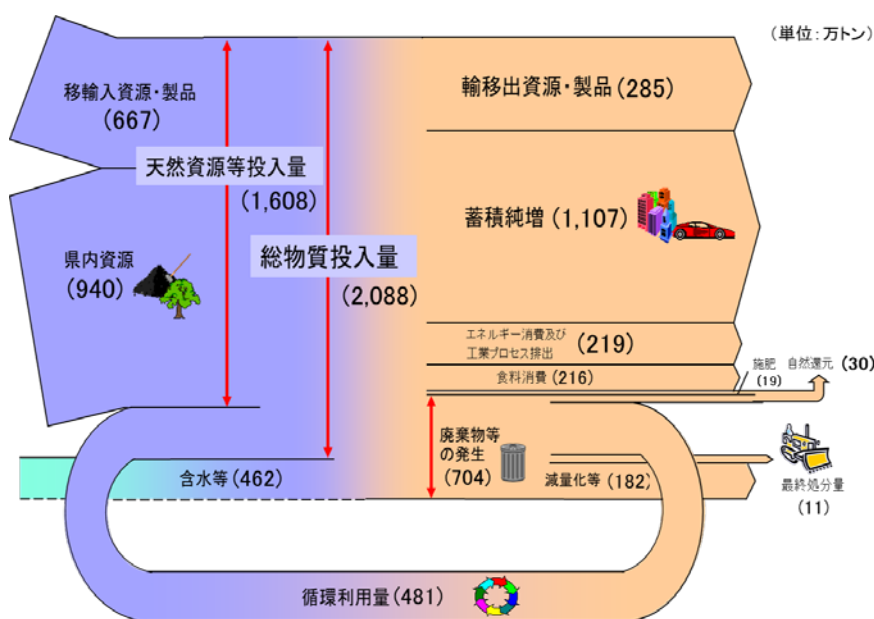 （単位：万トン）
移輸入資源・製品
(667)
輸移出資源・製品 (285)
天然資源等投入量
(1,608)
蓄積純増 (1,107)
県内資源
(940)
総物質投入量
(2,088)
エネルギー消費及び
工業プロセス排出
(219)
食料消費 (216)
施肥
(19)
自然還元 (30)
廃棄物等
の発生
(704)
含水等(462)
減量化等 (182)
最終処分量
(11)
循環利用量(481)